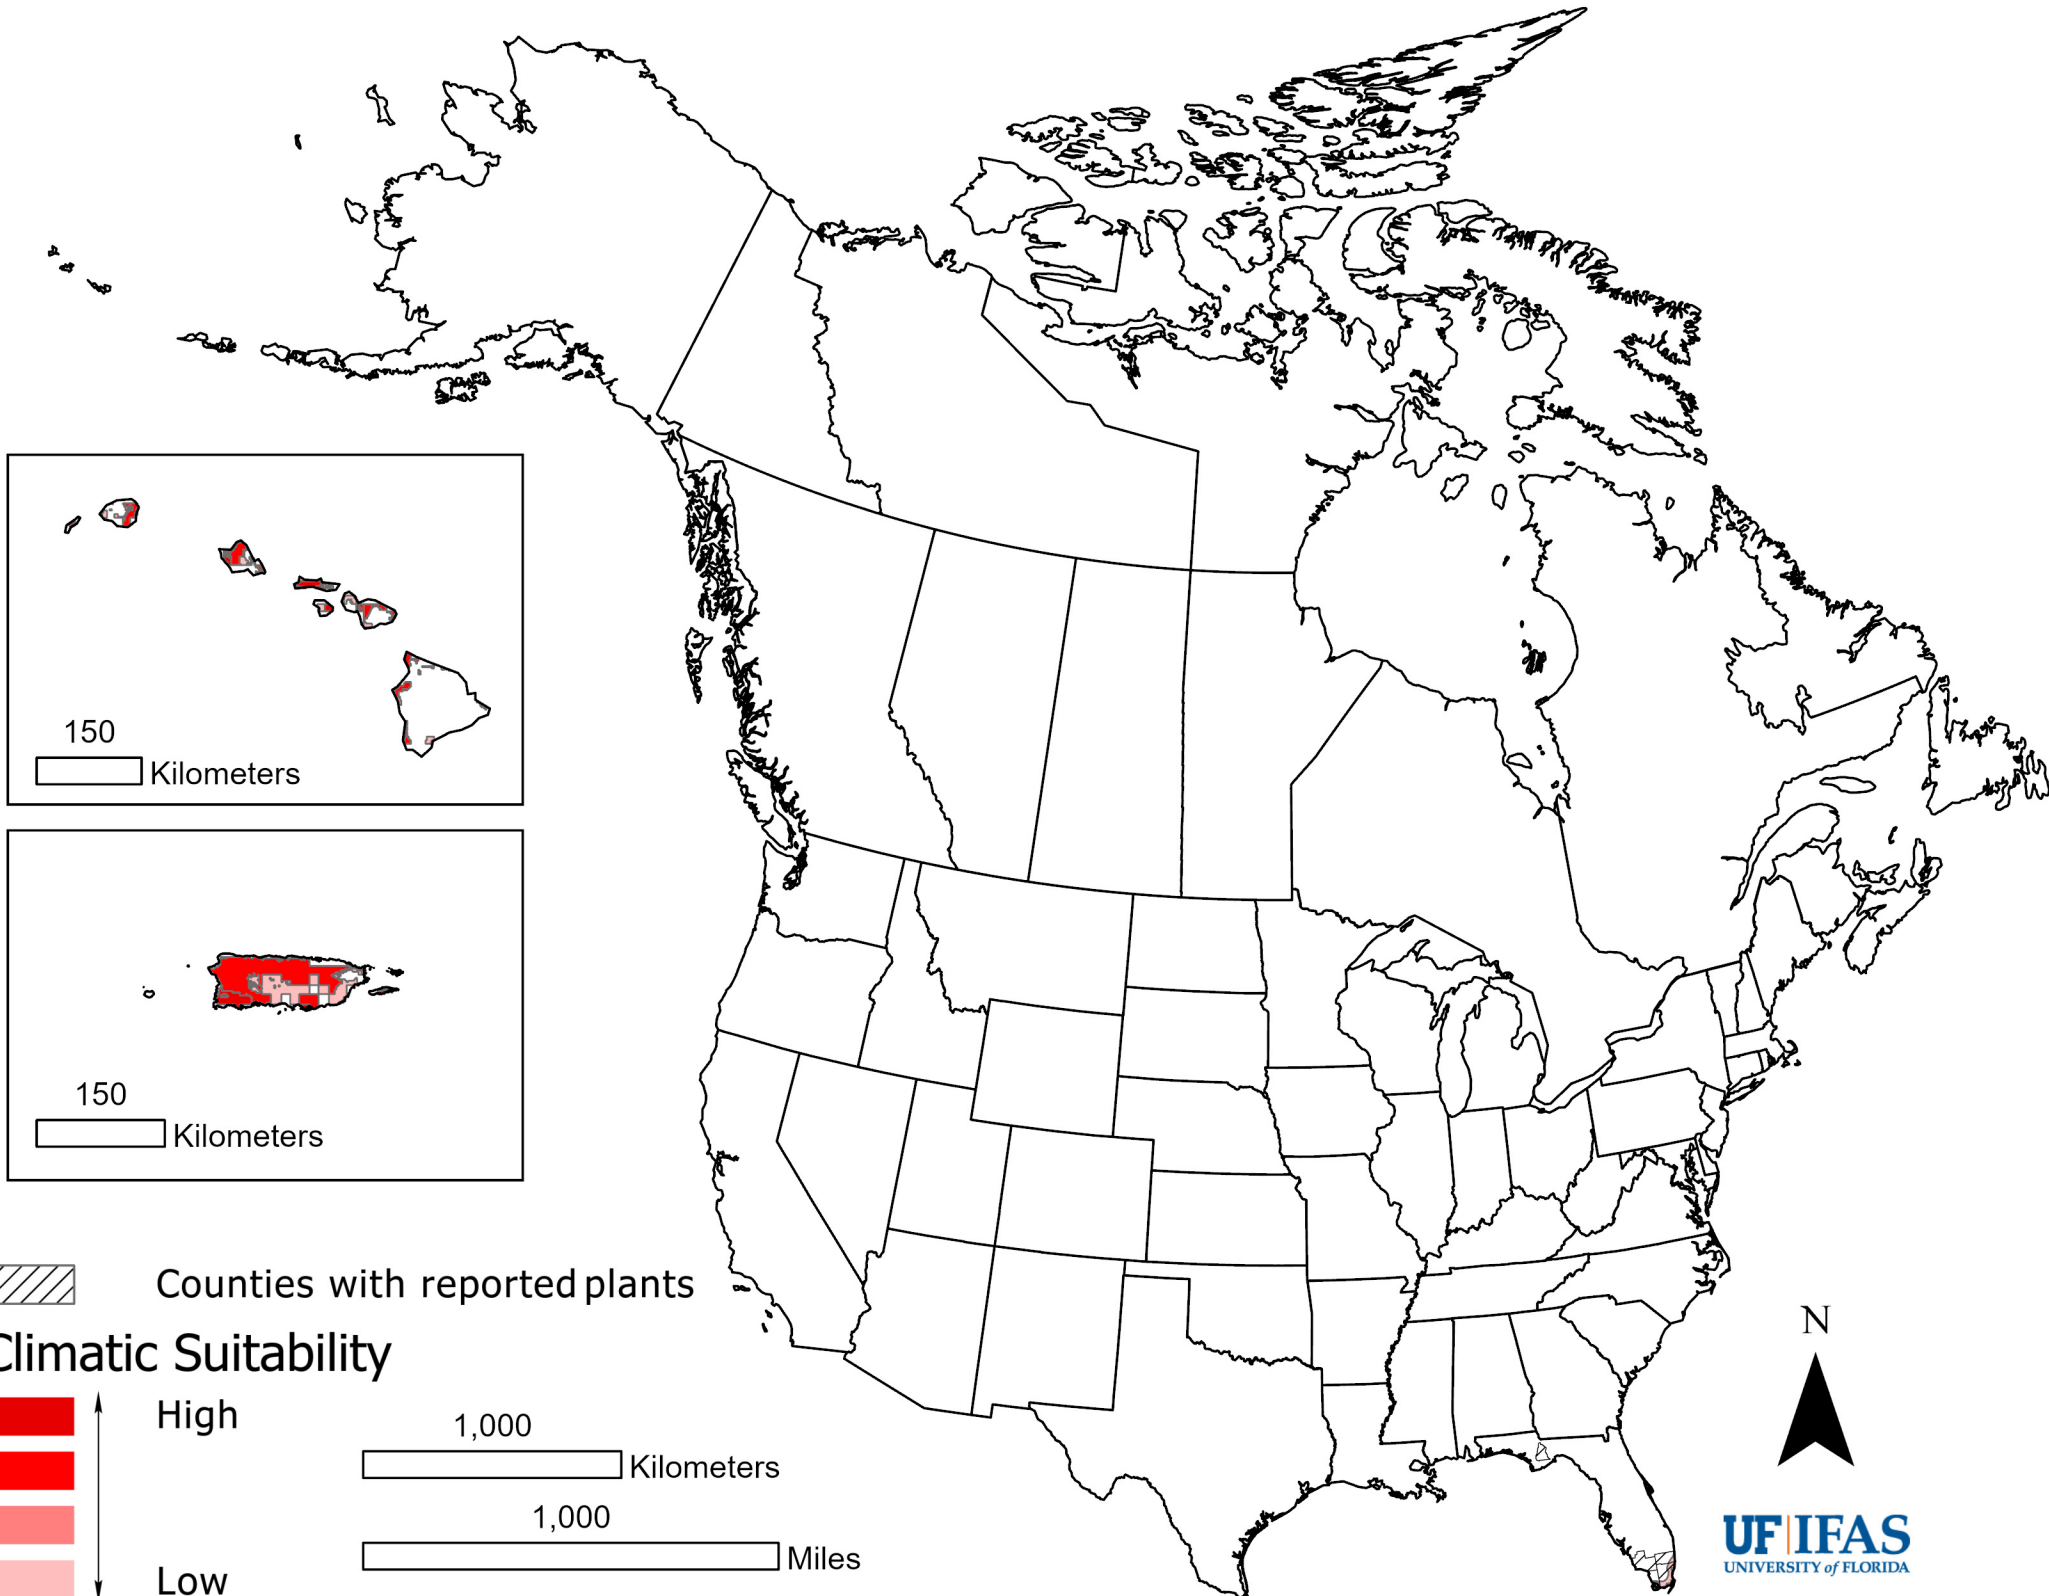 150
Kilometers
150
Kilometers
Counties with reported plants
Climatic Suitability
High
Low
1,000
Kilometers
1,000
Miles
N
UF|IFAS
UNIVERSITY of FLORIDA